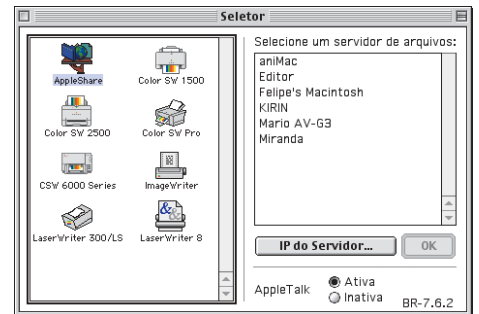 Seletor
AppleShare
Color SW 1500
Color SW 2500
Color SW Pro
CSW 6000 Series
ImageWriter
LaserWriter 300/LS
LaserWriter 8
Selecione um servidor de arquivos:
aniMac
Editor
Felipe's Macintosh
KIRIN
Mario AV-G3
Miranda
IP do Servidor...
OK
AppleTalk
Ativa
Inativa
BR-7.6.2